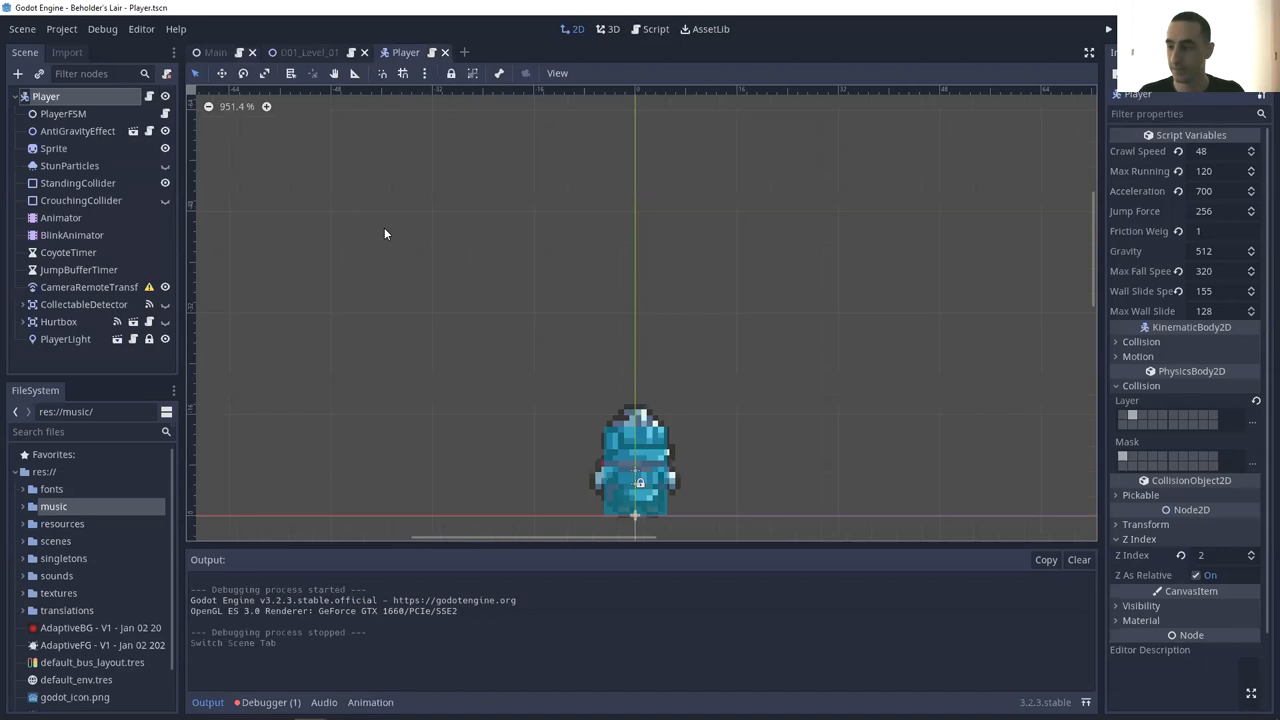 Godot Engine - Beholder's Lair - Player.tscn
Scene Project Debug Editor Help
2D 3D Script AssetLib
Scene Import
Main 001_Level_01 Player
Filter nodes
View
951.4 %
Player
PlayerFSM
AntiGravityEffect
Sprite
StunParticles
StandingCollider
CrouchingCollider
Animator
BlinkAnimator
CoyoteTimer
JumpBufferTimer
CameraRemoteTransf
CollectableDetector
Hurtbox
PlayerLight
FileSystem
res://music/
Search files
Favorites:
res://
fonts
music
resources
scenes
singletons
sounds
textures
translations
AdaptiveBG - V1 - Jan 02 20
AdaptiveFG - V1 - Jan 02 202
default_bus_layout.tres
default_env.tres
godot_icon.png
Output:
Copy Clear
--- Debugging process started ---
Godot Engine v3.2.3.stable.official - https://godotengine.org
OpenGL ES 3.0 Renderer: GeForce GTX 1660/PCIe/SSE2
--- Debugging process stopped ---
Switch Scene Tab
Output Debugger (1) Audio Animation
3.2.3.stable
Player
Filter properties
Script Variables
Crawl Speed 48
Max Running 120
Acceleration 700
Jump Force 256
Friction Weig 1
Gravity 512
Max Fall Spee 320
Wall Slide Spe 155
Max Wall Slide 128
KinematicBody2D
Collision
Motion
PhysicsBody2D
Collision
Layer
Mask
CollisionObject2D
Pickable
Node2D
Transform
Z Index
Z Index 2
Z As Relative On
CanvasItem
Visibility
Material
Node
Editor Description